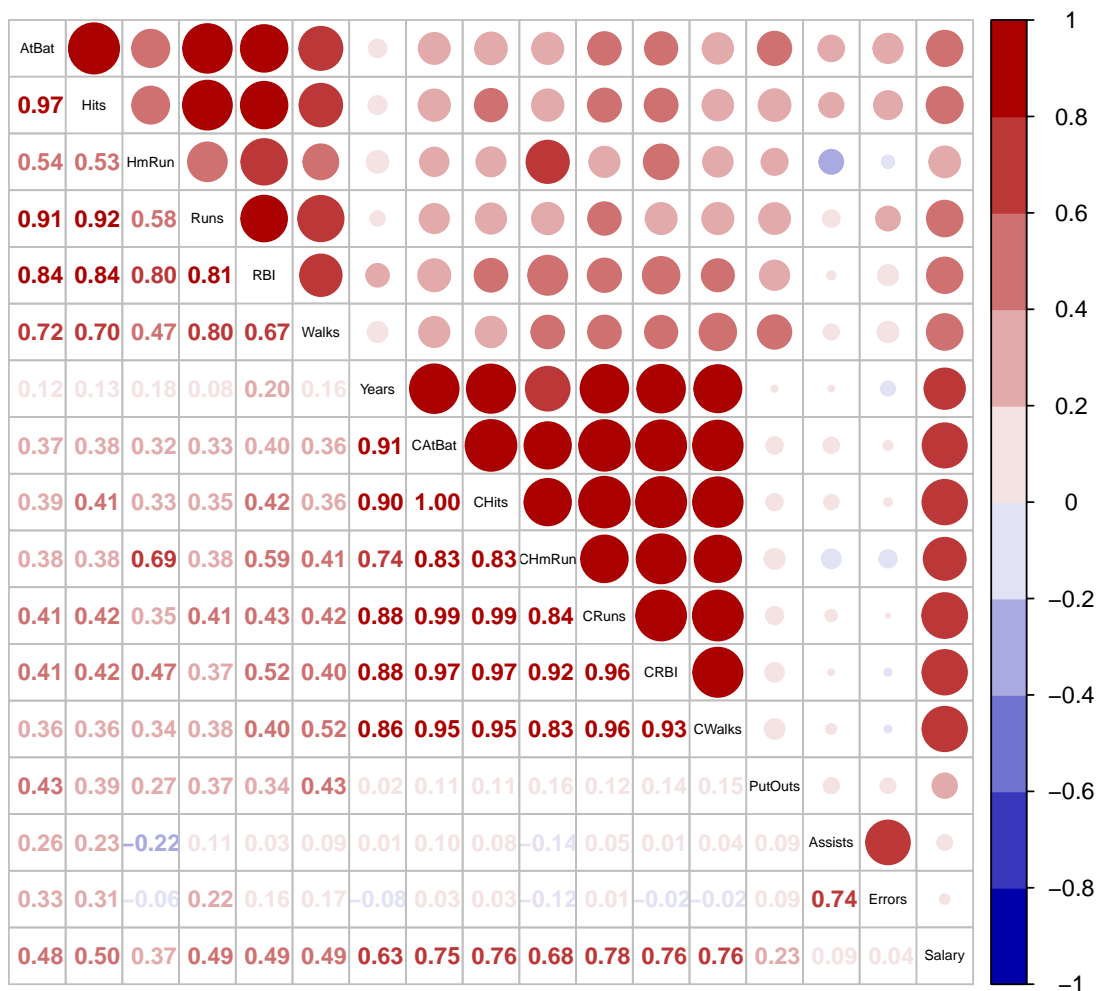 AtBat
0.97 Hits
0.54 0.53 HmRun
0.91 0.92 0.58 Runs
0.84 0.84 0.80 0.81 RBI
0.72 0.70 0.47 0.80 0.67 Walks
0.12 0.13 0.18 0.08 0.20 0.16 Years
0.37 0.38 0.32 0.33 0.40 0.36 0.91 CAtBat
0.39 0.41 0.33 0.35 0.42 0.36 0.90 1.00 CHits
0.38 0.38 0.69 0.38 0.59 0.41 0.74 0.83 0.83 CHmRun
0.41 0.42 0.35 0.41 0.43 0.42 0.88 0.99 0.99 0.84 CRuns
0.41 0.42 0.47 0.37 0.52 0.40 0.88 0.97 0.97 0.92 0.96 CRBI
0.36 0.36 0.34 0.38 0.40 0.52 0.86 0.95 0.95 0.83 0.96 0.93 CWalks
0.43 0.39 0.27 0.37 0.34 0.43 0.02 0.11 0.11 0.16 0.12 0.14 0.15 PutOuts
0.26 0.23 −0.22 0.11 0.03 0.09 0.01 0.10 0.08 −0.14 0.05 0.01 0.04 0.09 Assists
0.33 0.31 −0.06 0.22 0.16 0.17 −0.08 0.03 0.03 −0.12 0.01 −0.02 −0.02 0.09 0.74 Errors
0.48 0.50 0.37 0.49 0.49 0.49 0.63 0.75 0.76 0.68 0.78 0.76 0.76 0.23 0.09 0.04 Salary
1
0.8
0.6
0.4
0.2
0
−0.2
−0.4
−0.6
−0.8
−1